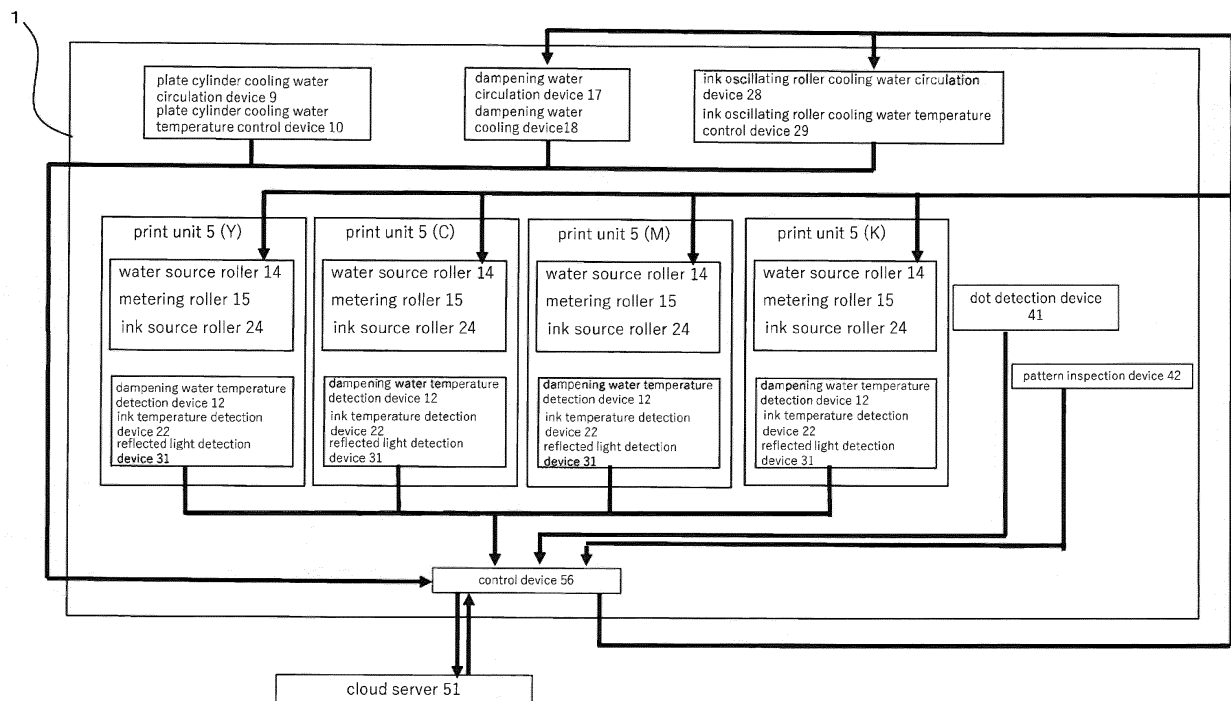 1
plate cylinder cooling water
circulation device 9
plate cylinder cooling water
temperature control device 10
dampening water
circulation device 17
dampening water
cooling device18
ink oscillating roller cooling water circulation
device 28
ink oscillating roller cooling water temperature
control device 29
print unit 5 (Y)
water source roller 14
metering roller 15
ink source roller 24
dampening water temperature
detection device 12
ink temperature detection
device 22
reflected light detection
device 31
print unit 5 (C)
water source roller 14
metering roller 15
ink source roller 24
dampening water temperature
detection device 12
ink temperature detection
device 22
reflected light detection
device 31
print unit 5 (M)
water source roller 14
metering roller 15
ink source roller 24
dampening water temperature
detection device 12
ink temperature detection
device 22
reflected light detection
device 31
print unit 5 (K)
water source roller 14
metering roller 15
ink source roller 24
dampening water temperature
detection device 12
ink temperature detection
device 22
reflected light detection
device 31
dot detection device
41
pattern inspection device 42
control device 56
cloud server 51